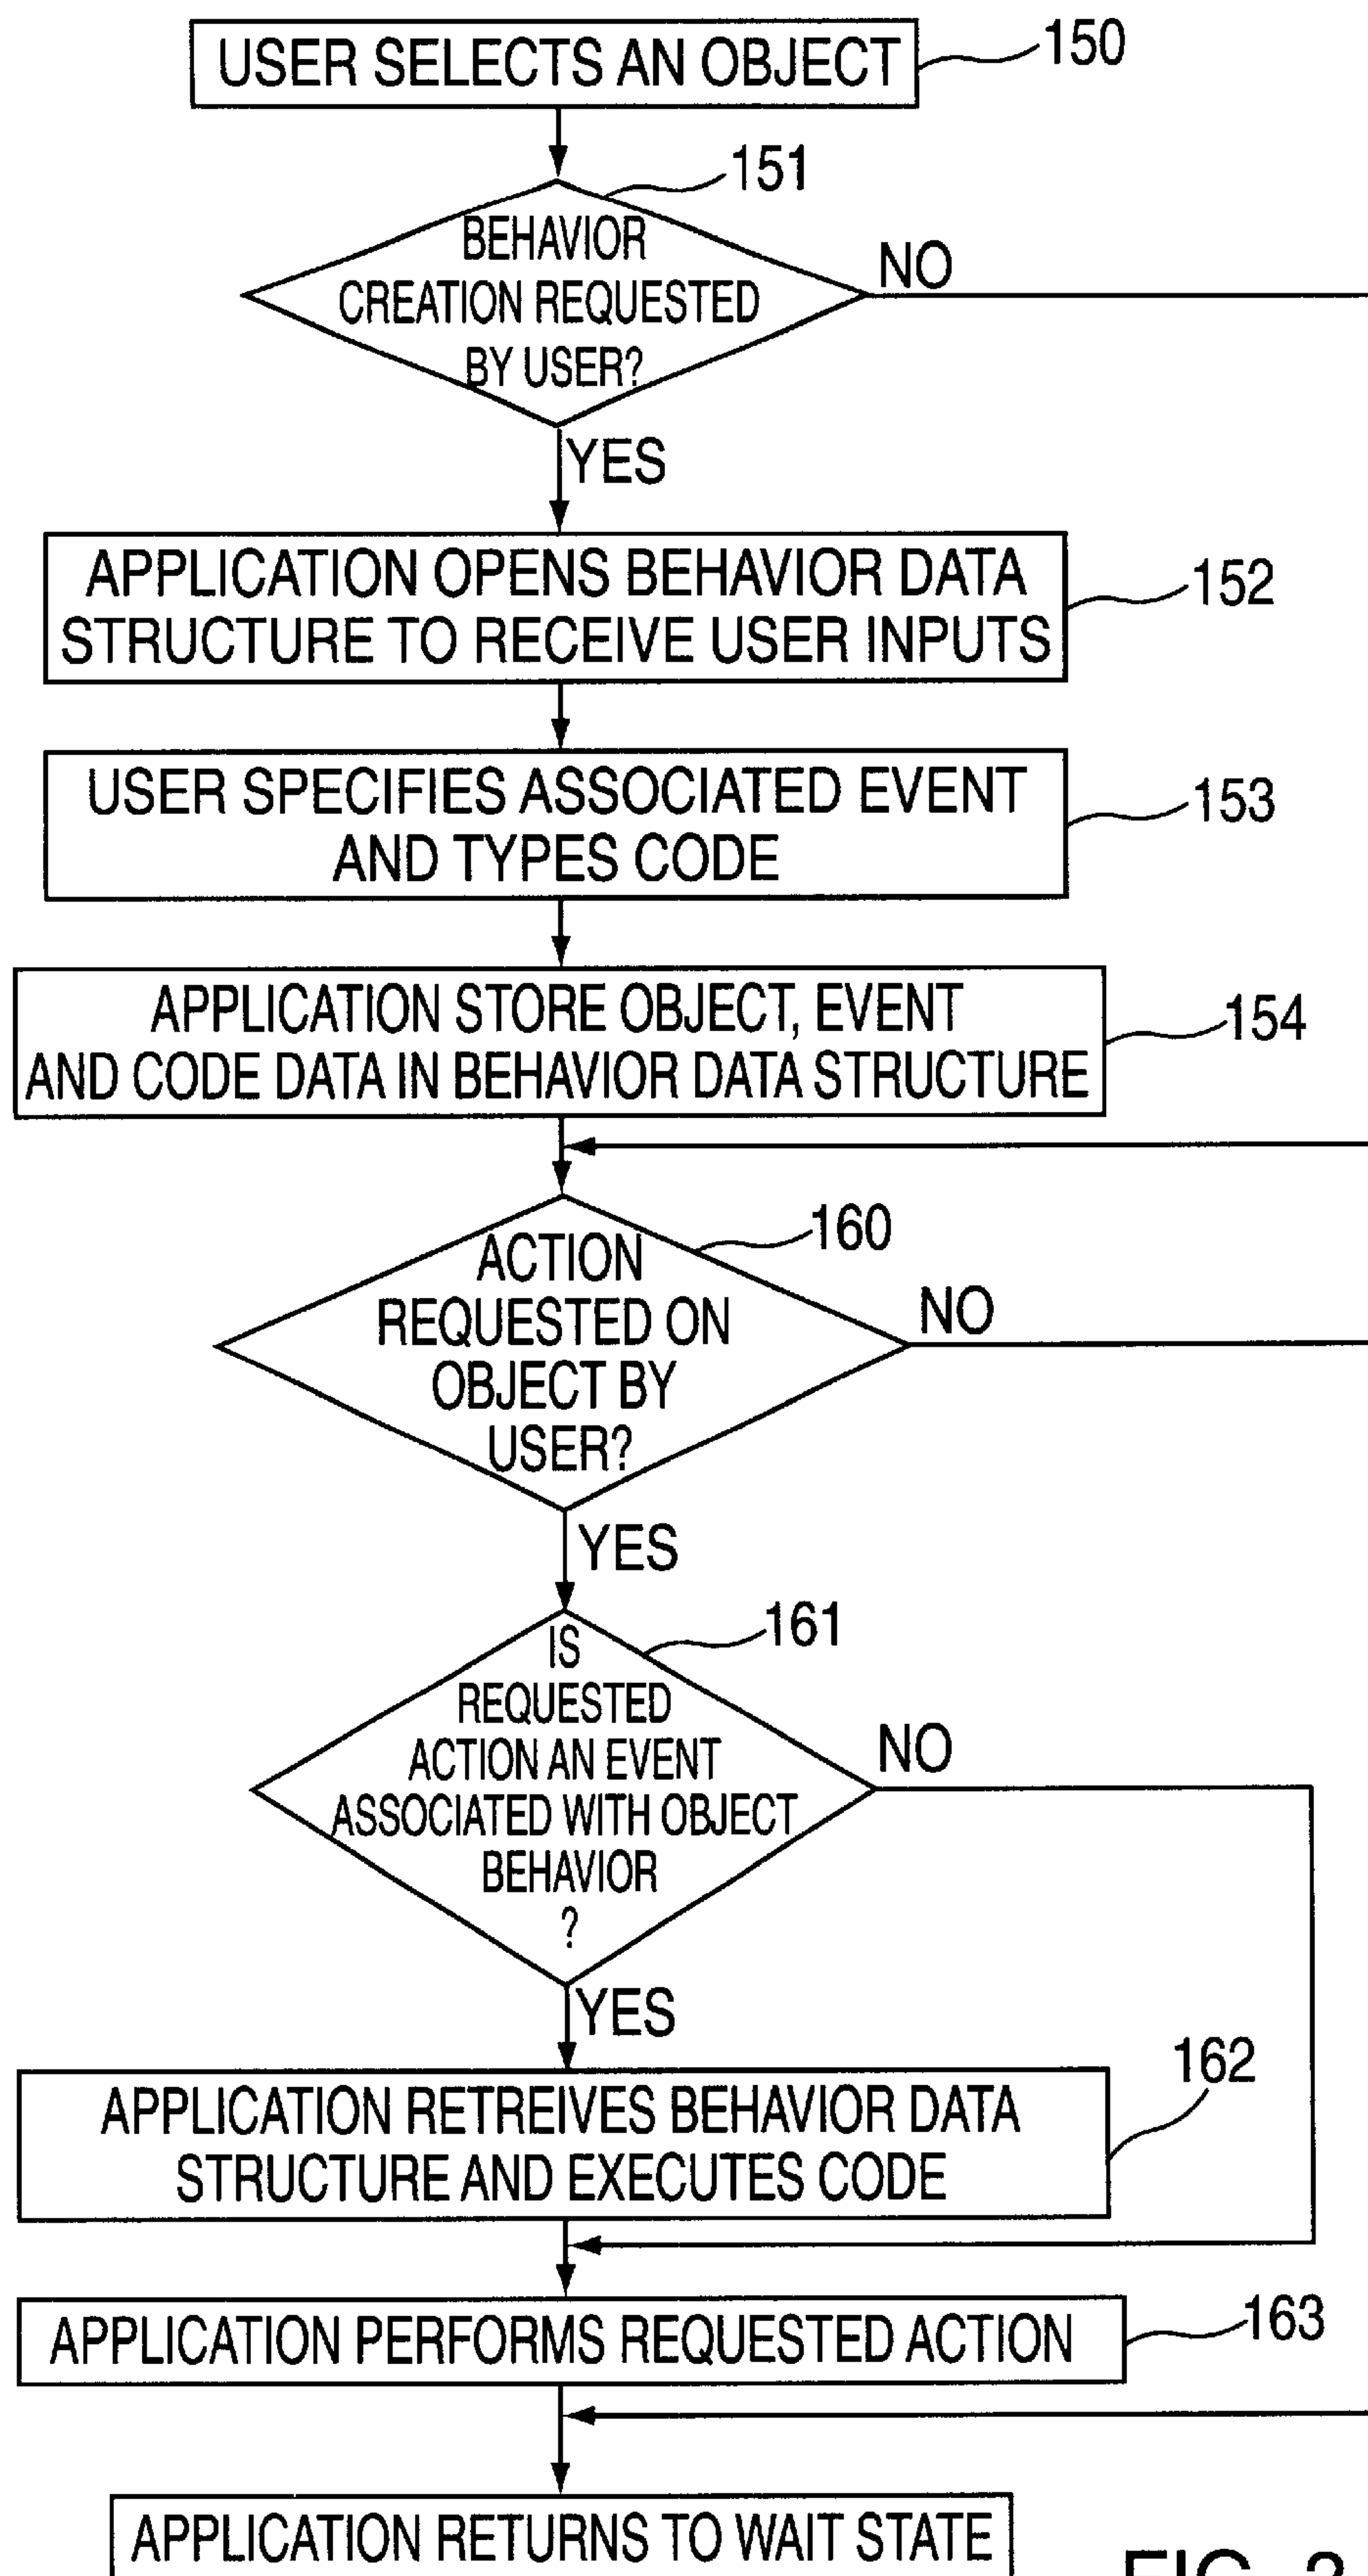 USER SELECTS AN OBJECT
150
151
BEHAVIOR
CREATION REQUESTED
BY USER?
NO
YES
APPLICATION OPENS BEHAVIOR DATA
STRUCTURE TO RECEIVE USER INPUTS
152
USER SPECIFIES ASSOCIATED EVENT
AND TYPES CODE
153
APPLICATION STORE OBJECT, EVENT
AND CODE DATA IN BEHAVIOR DATA STRUCTURE
154
160
ACTION
REQUESTED ON
OBJECT BY
USER?
NO
YES
161
IS
REQUESTED
ACTION AN EVENT
ASSOCIATED WITH OBJECT
BEHAVIOR
?
NO
YES
162
APPLICATION RETREIVES BEHAVIOR DATA
STRUCTURE AND EXECUTES CODE
APPLICATION PERFORMS REQUESTED ACTION
163
APPLICATION RETURNS TO WAIT STATE
FIG.